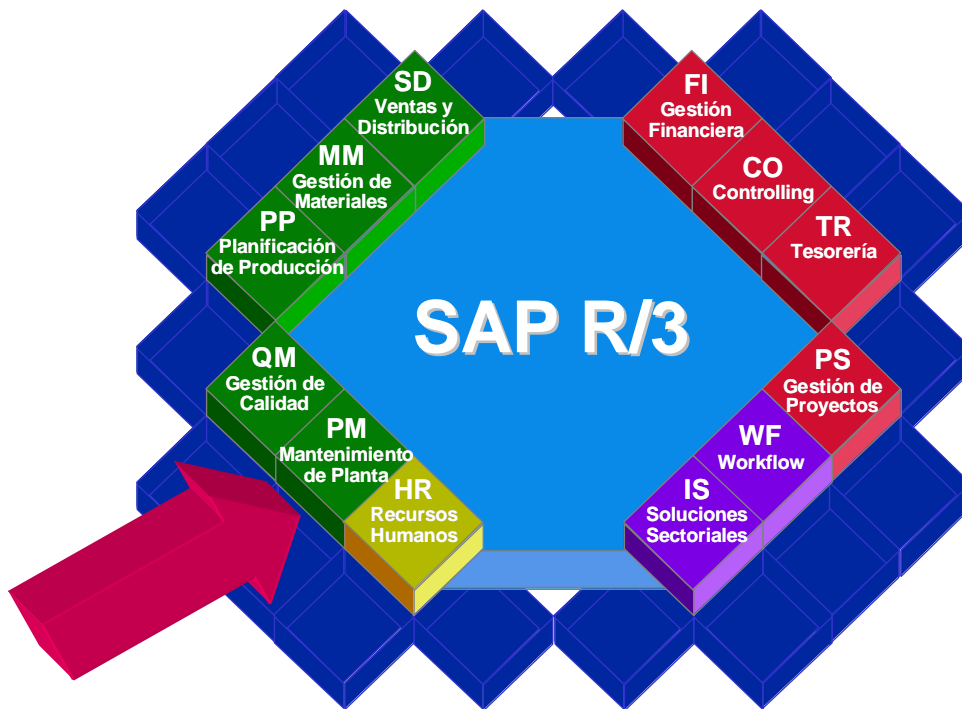 SD
Ventas y
Distribución
MM
Gestión de
Materiales
PP
Planificación
de Producción
FI
Gestión
Financiera
CO
Controlling
TR
Tesorería
SAP R/3
QM
Gestión de
Calidad
PM
Mantenimiento
de Planta
HR
Recursos
Humanos
PS
Gestión de
Proyectos
WF
Workflow
IS
Soluciones
Sectoriales